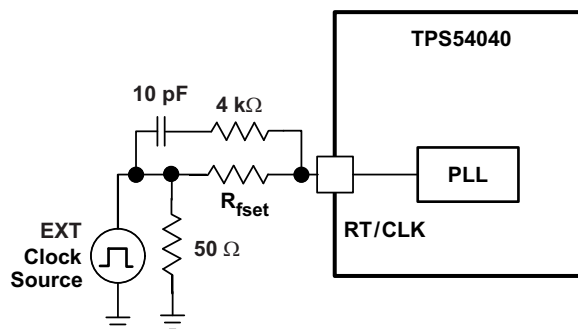 TPS54040
10 pF
4 kΩ
PLL
Rfset
RT/CLK
EXT
Clock
Source
50 Ω